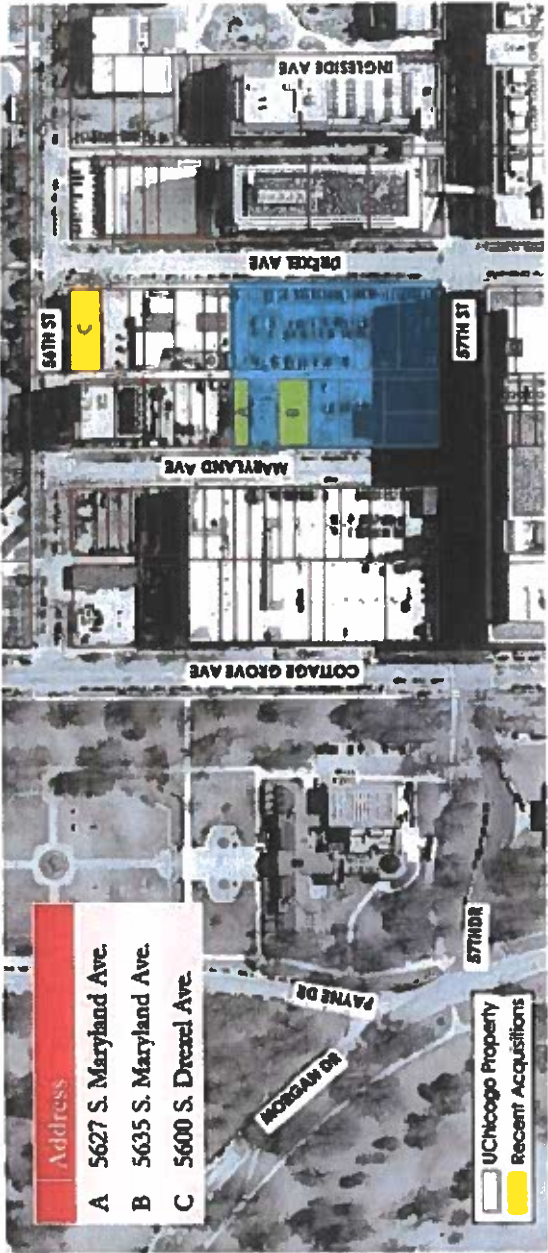 Address
A 5627 S. Maryland Ave.
B 5635 S. Maryland Ave.
C 5600 S. Drexel Ave.
UChicago Property
Recent Acquisitions
MORGAN DR
PAYNE DR
57TH DR
COTTAGE GROVE AVE
MARYLAND AVE
DREXEL AVE
INGLESIDE AVE
56TH ST
57TH ST
A
B
C